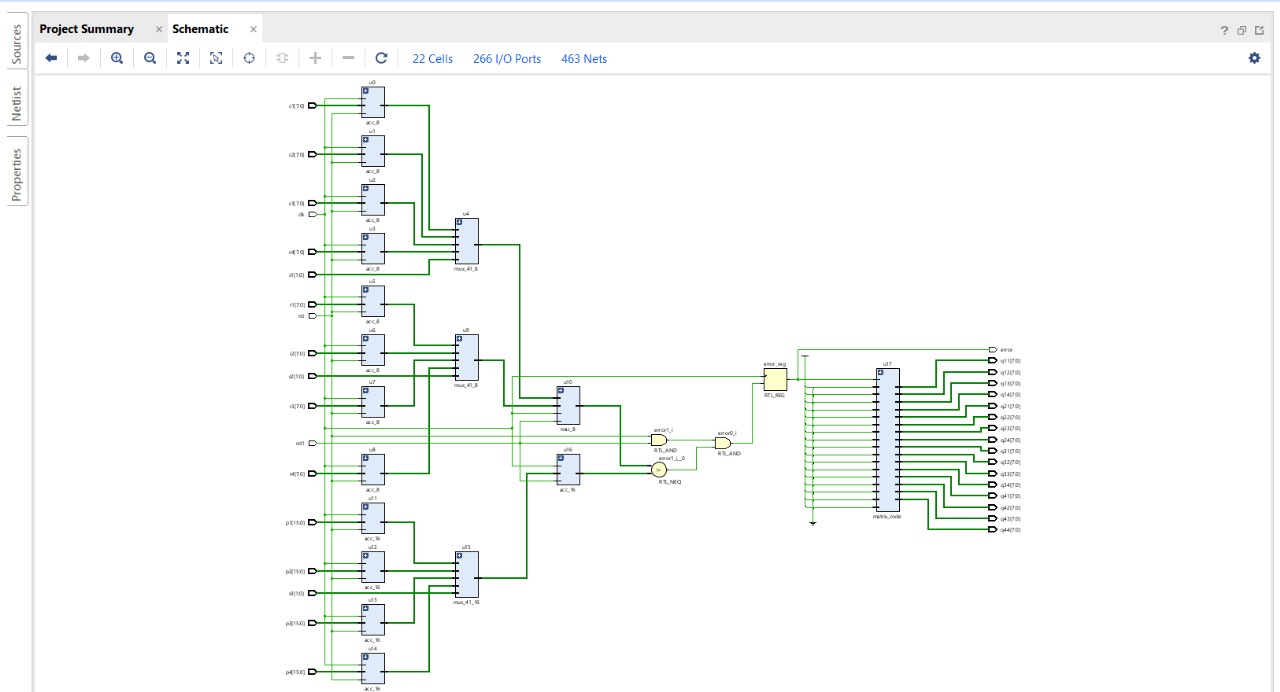 Sources
Netlist
Properties
Project Summary ×
Schematic ×
22 Cells 266 I/O Ports 463 Nets
u0
c1[7:0]
acc_8
u1
c2[7:0]
acc_8
u2
c3[7:0]
clk
acc_8
u3
c4[7:0]
acc_8
s1[1:0]
u4
mux_41_8
u5
r1[7:0]
rst
acc_8
u6
r2[7:0]
acc_8
s2[1:0]
u7
r3[7:0]
acc_8
u9
mux_41_8
rst1
u8
r4[7:0]
acc_8
u11
p1[15:0]
acc_16
u12
p2[15:0]
acc_16
s3[1:0]
u13
p3[15:0]
acc_16
u14
p4[15:0]
acc_16
u15
mux_41_16
u10
mac_8
u16
acc_16
error1_i
RTL_AND
error1_i__0
RTL_NEQ
error0_i
RTL_AND
error_reg
RTL_REG
u17
matrix_code
error
q11[7:0]
q12[7:0]
q13[7:0]
q14[7:0]
q21[7:0]
q22[7:0]
q23[7:0]
q24[7:0]
q31[7:0]
q32[7:0]
q33[7:0]
q34[7:0]
q41[7:0]
q42[7:0]
q43[7:0]
q44[7:0]